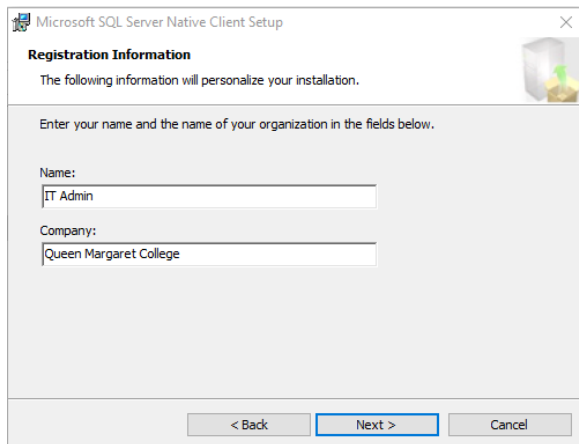 Microsoft SQL Server Native Client Setup
Registration Information
The following information will personalize your installation.
Enter your name and the name of your organization in the fields below.
Name:
IT Admin
Company:
Queen Margaret College
< Back
Next >
Cancel